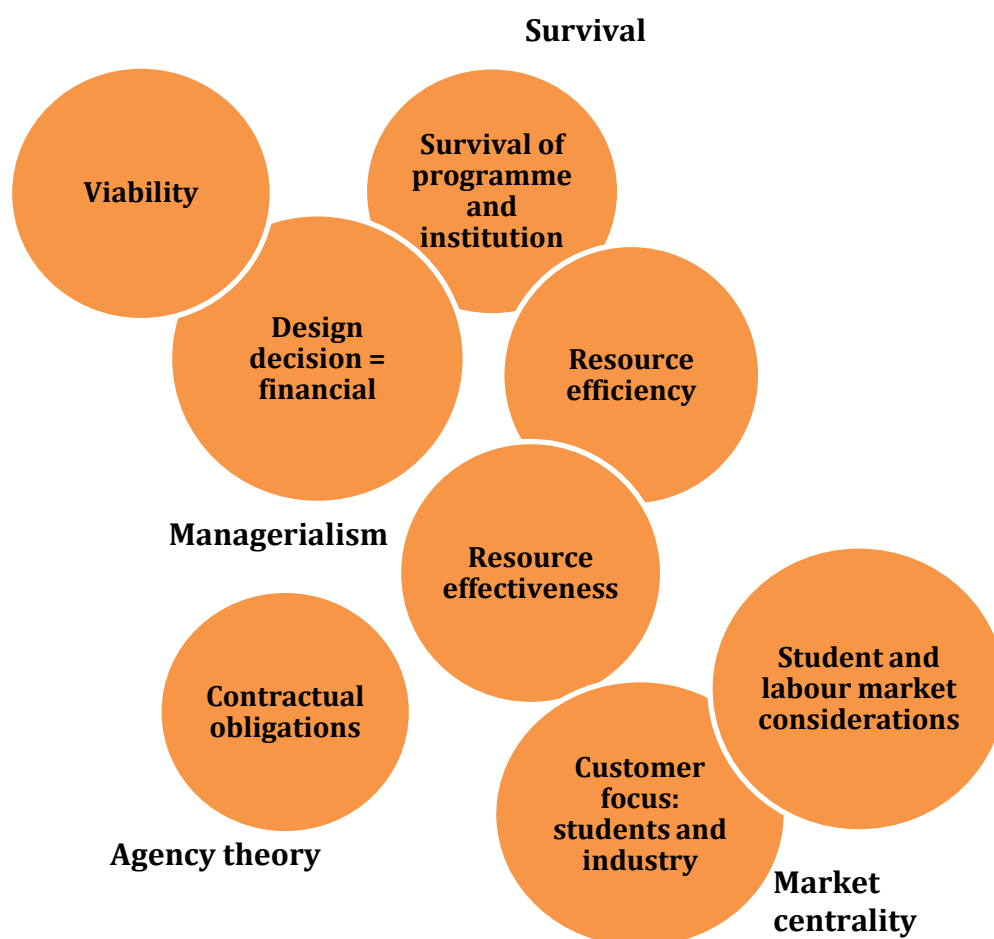 Survival
Viability
Survival of
programme
and
institution
Design
decision =
financial
Resource
efficiency
Managerialism
Resource
effectiveness
Contractual
obligations
Student and
labour market
considerations
Customer
focus:
students and
industry
Agency theory
Market
centrality